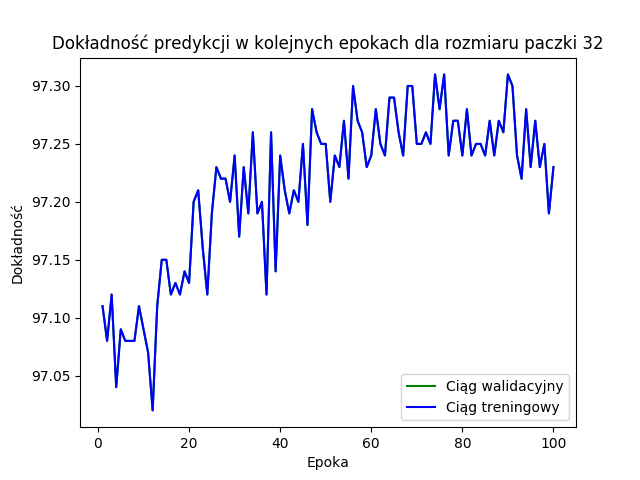 Dokładność predykcji w kolejnych epokach dla rozmiaru paczki 32
97.30
97.25
97.20
97.15
97.10
97.05
Dokładność
0 20 40 60 80 100
Epoka
Ciąg walidacyjny
Ciąg treningowy